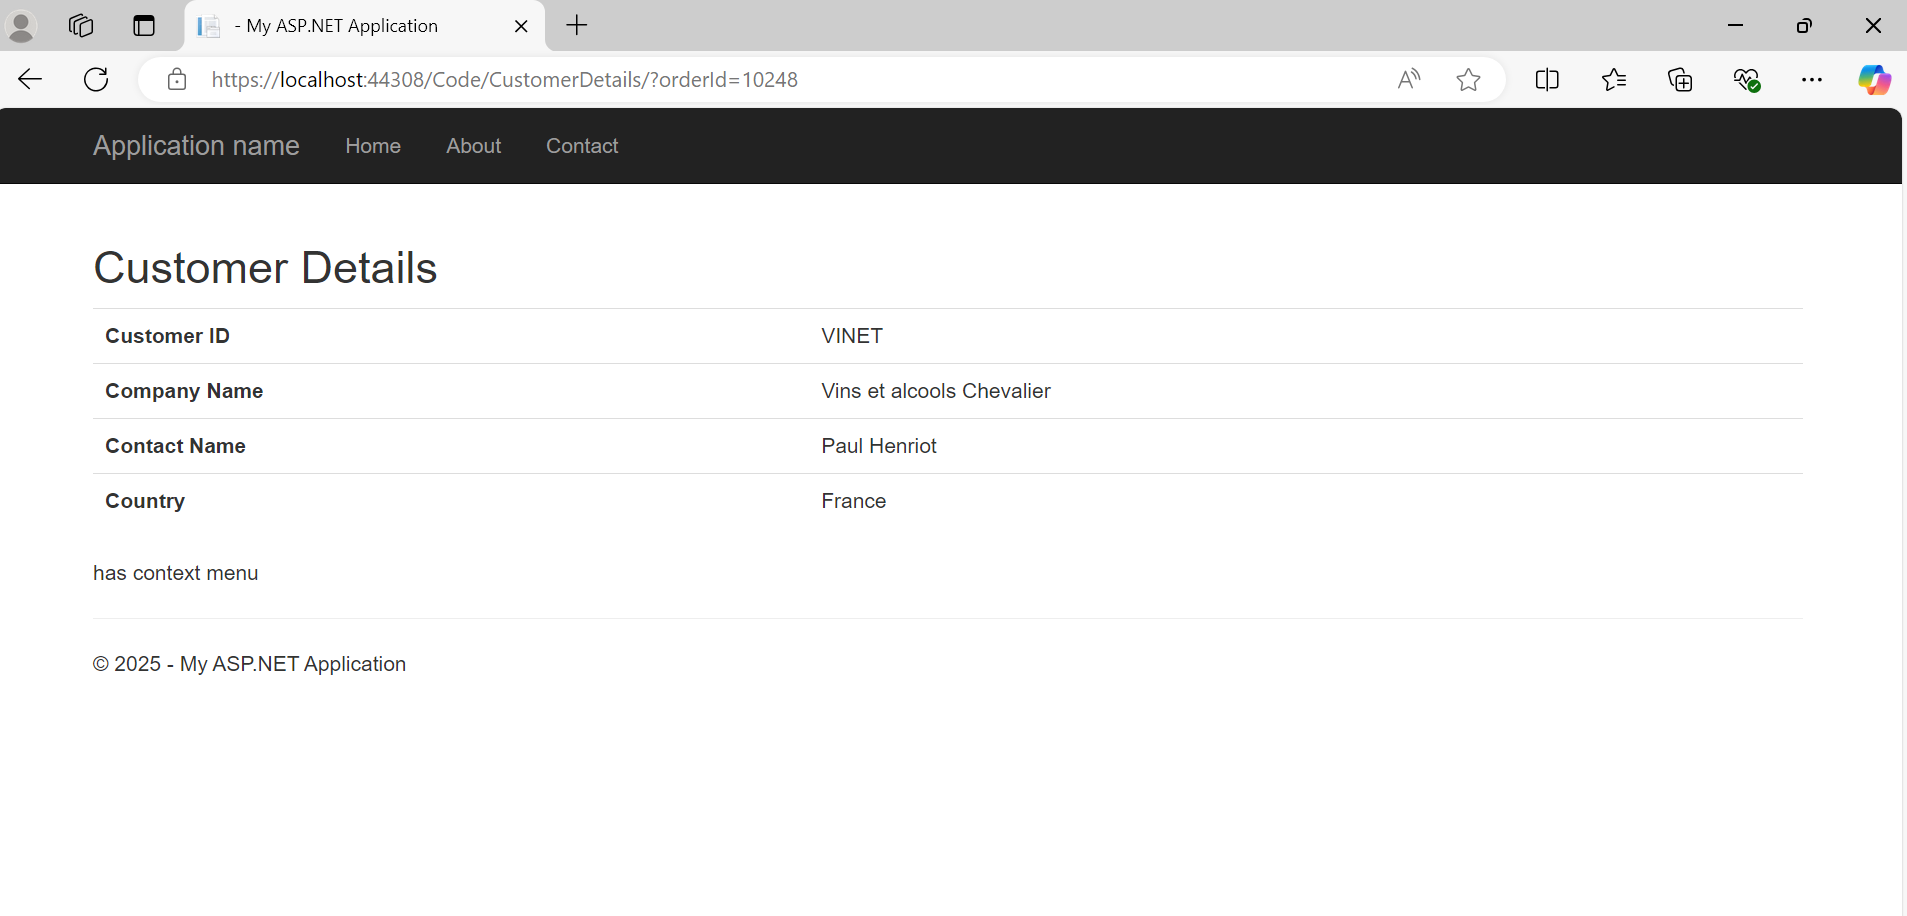 - My ASP.NET Application
https://localhost:44308/Code/CustomerDetails/?orderId=10248
Application name Home About Contact
Customer Details
Customer ID VINET
Company Name Vins et alcools Chevalier
Contact Name Paul Henriot
Country France
has context menu
© 2025 - My ASP.NET Application